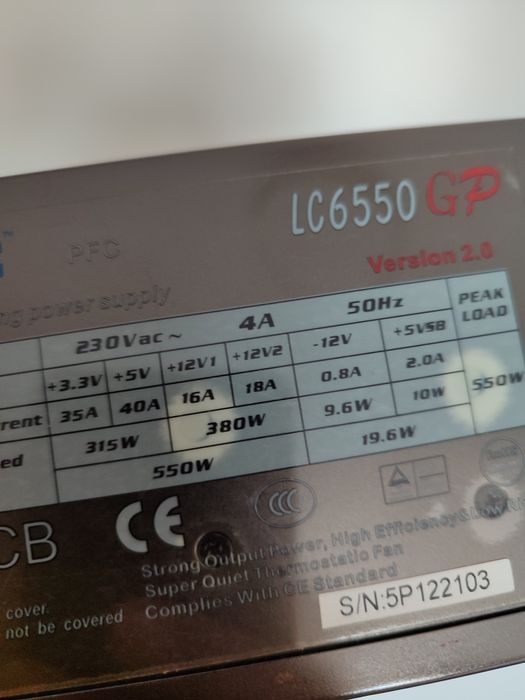 LC6550 GP
PFC
Version 2.0
ng power supply
230Vac ~ 4A 50Hz PEAK LOAD
+3.3V +5V +12V1 +12V2 -12V +5VSB
rrent 35A 40A 16A 18A 0.8A 2.0A 550W
ed 315W 380W 9.6W 10W
550W 19.6W
CB CE CCC
Strong Output Power, High Efficiency&Low
Super Quiet Thermostatic Fan
Complies With CE Standard
cover.
not be covered
S/N:5P122103